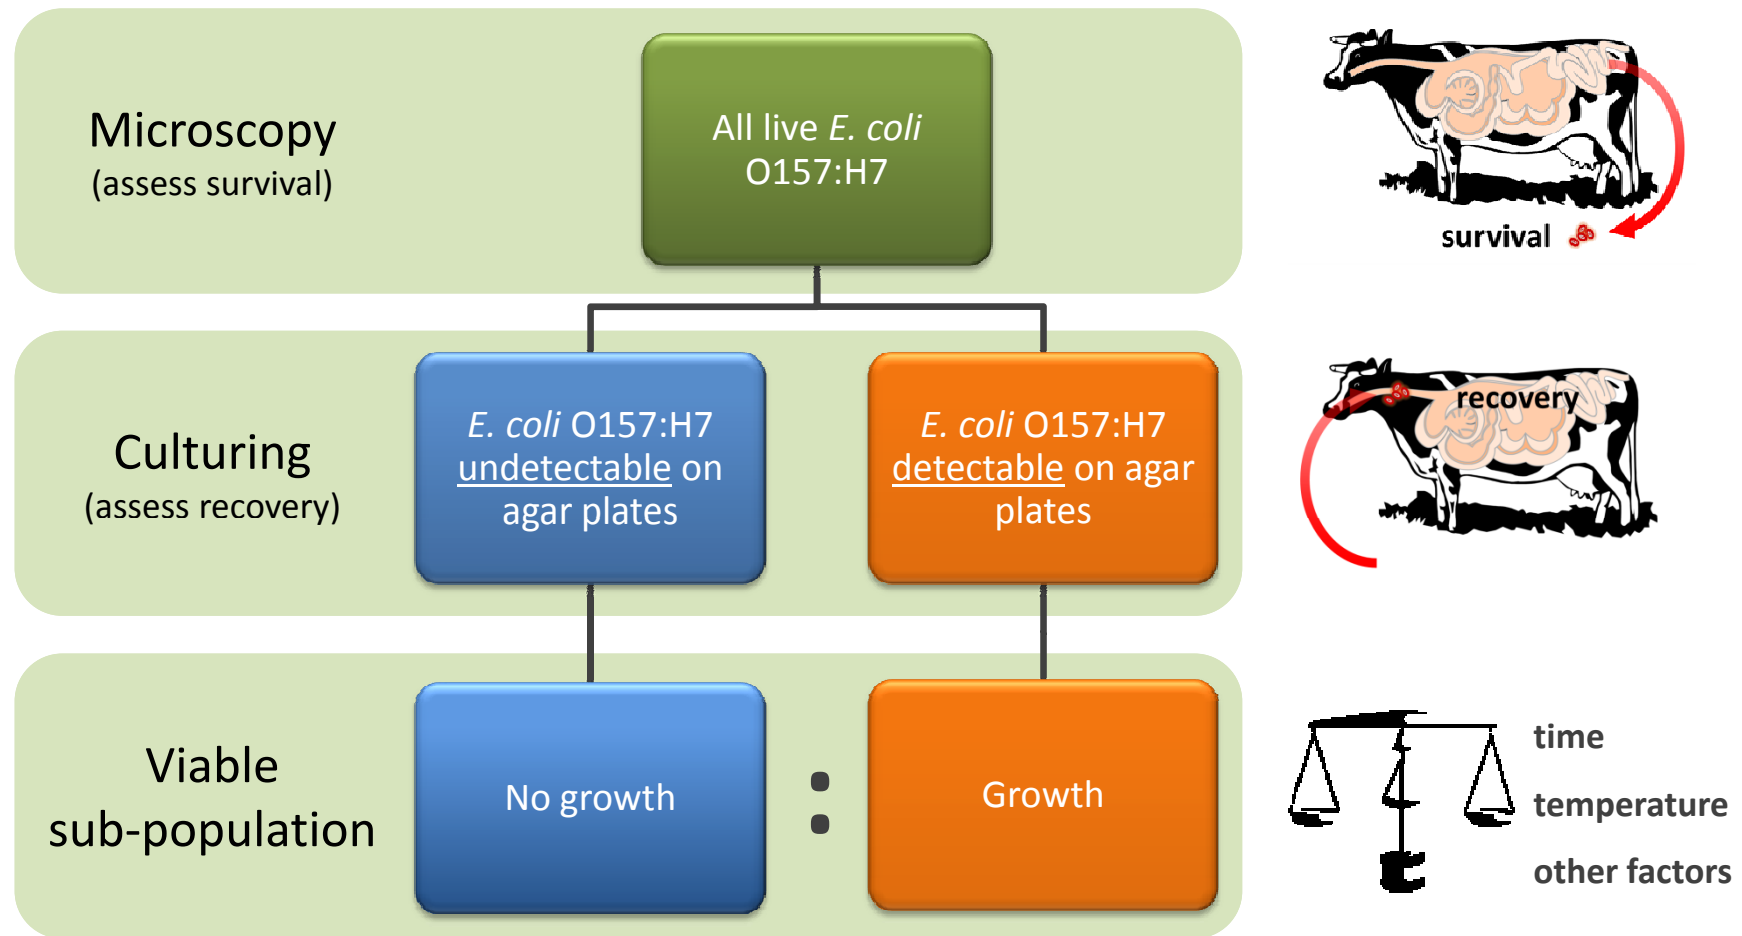 Microscopy
(assess survival)
All live E. coli
O157:H7
survival
Culturing
(assess recovery)
E. coli O157:H7
undetectable on
agar plates
E. coli O157:H7
detectable on agar
plates
recovery
Viable
sub-population
No growth
:
Growth
time
temperature
other factors